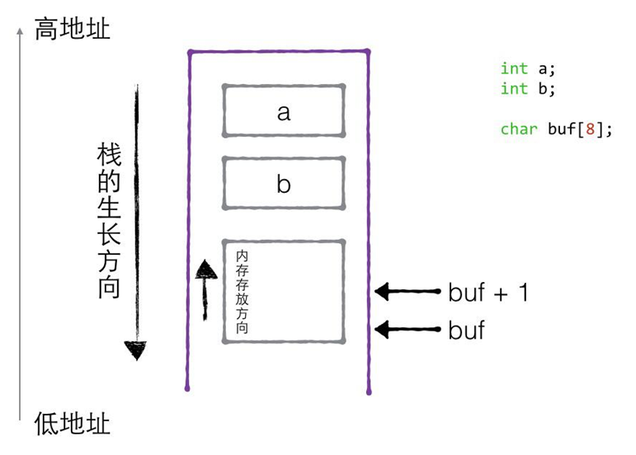 高地址
int a;
int b;
char buf[8];
a
b
栈的生长方向
内存存放方向
buf + 1
buf
低地址